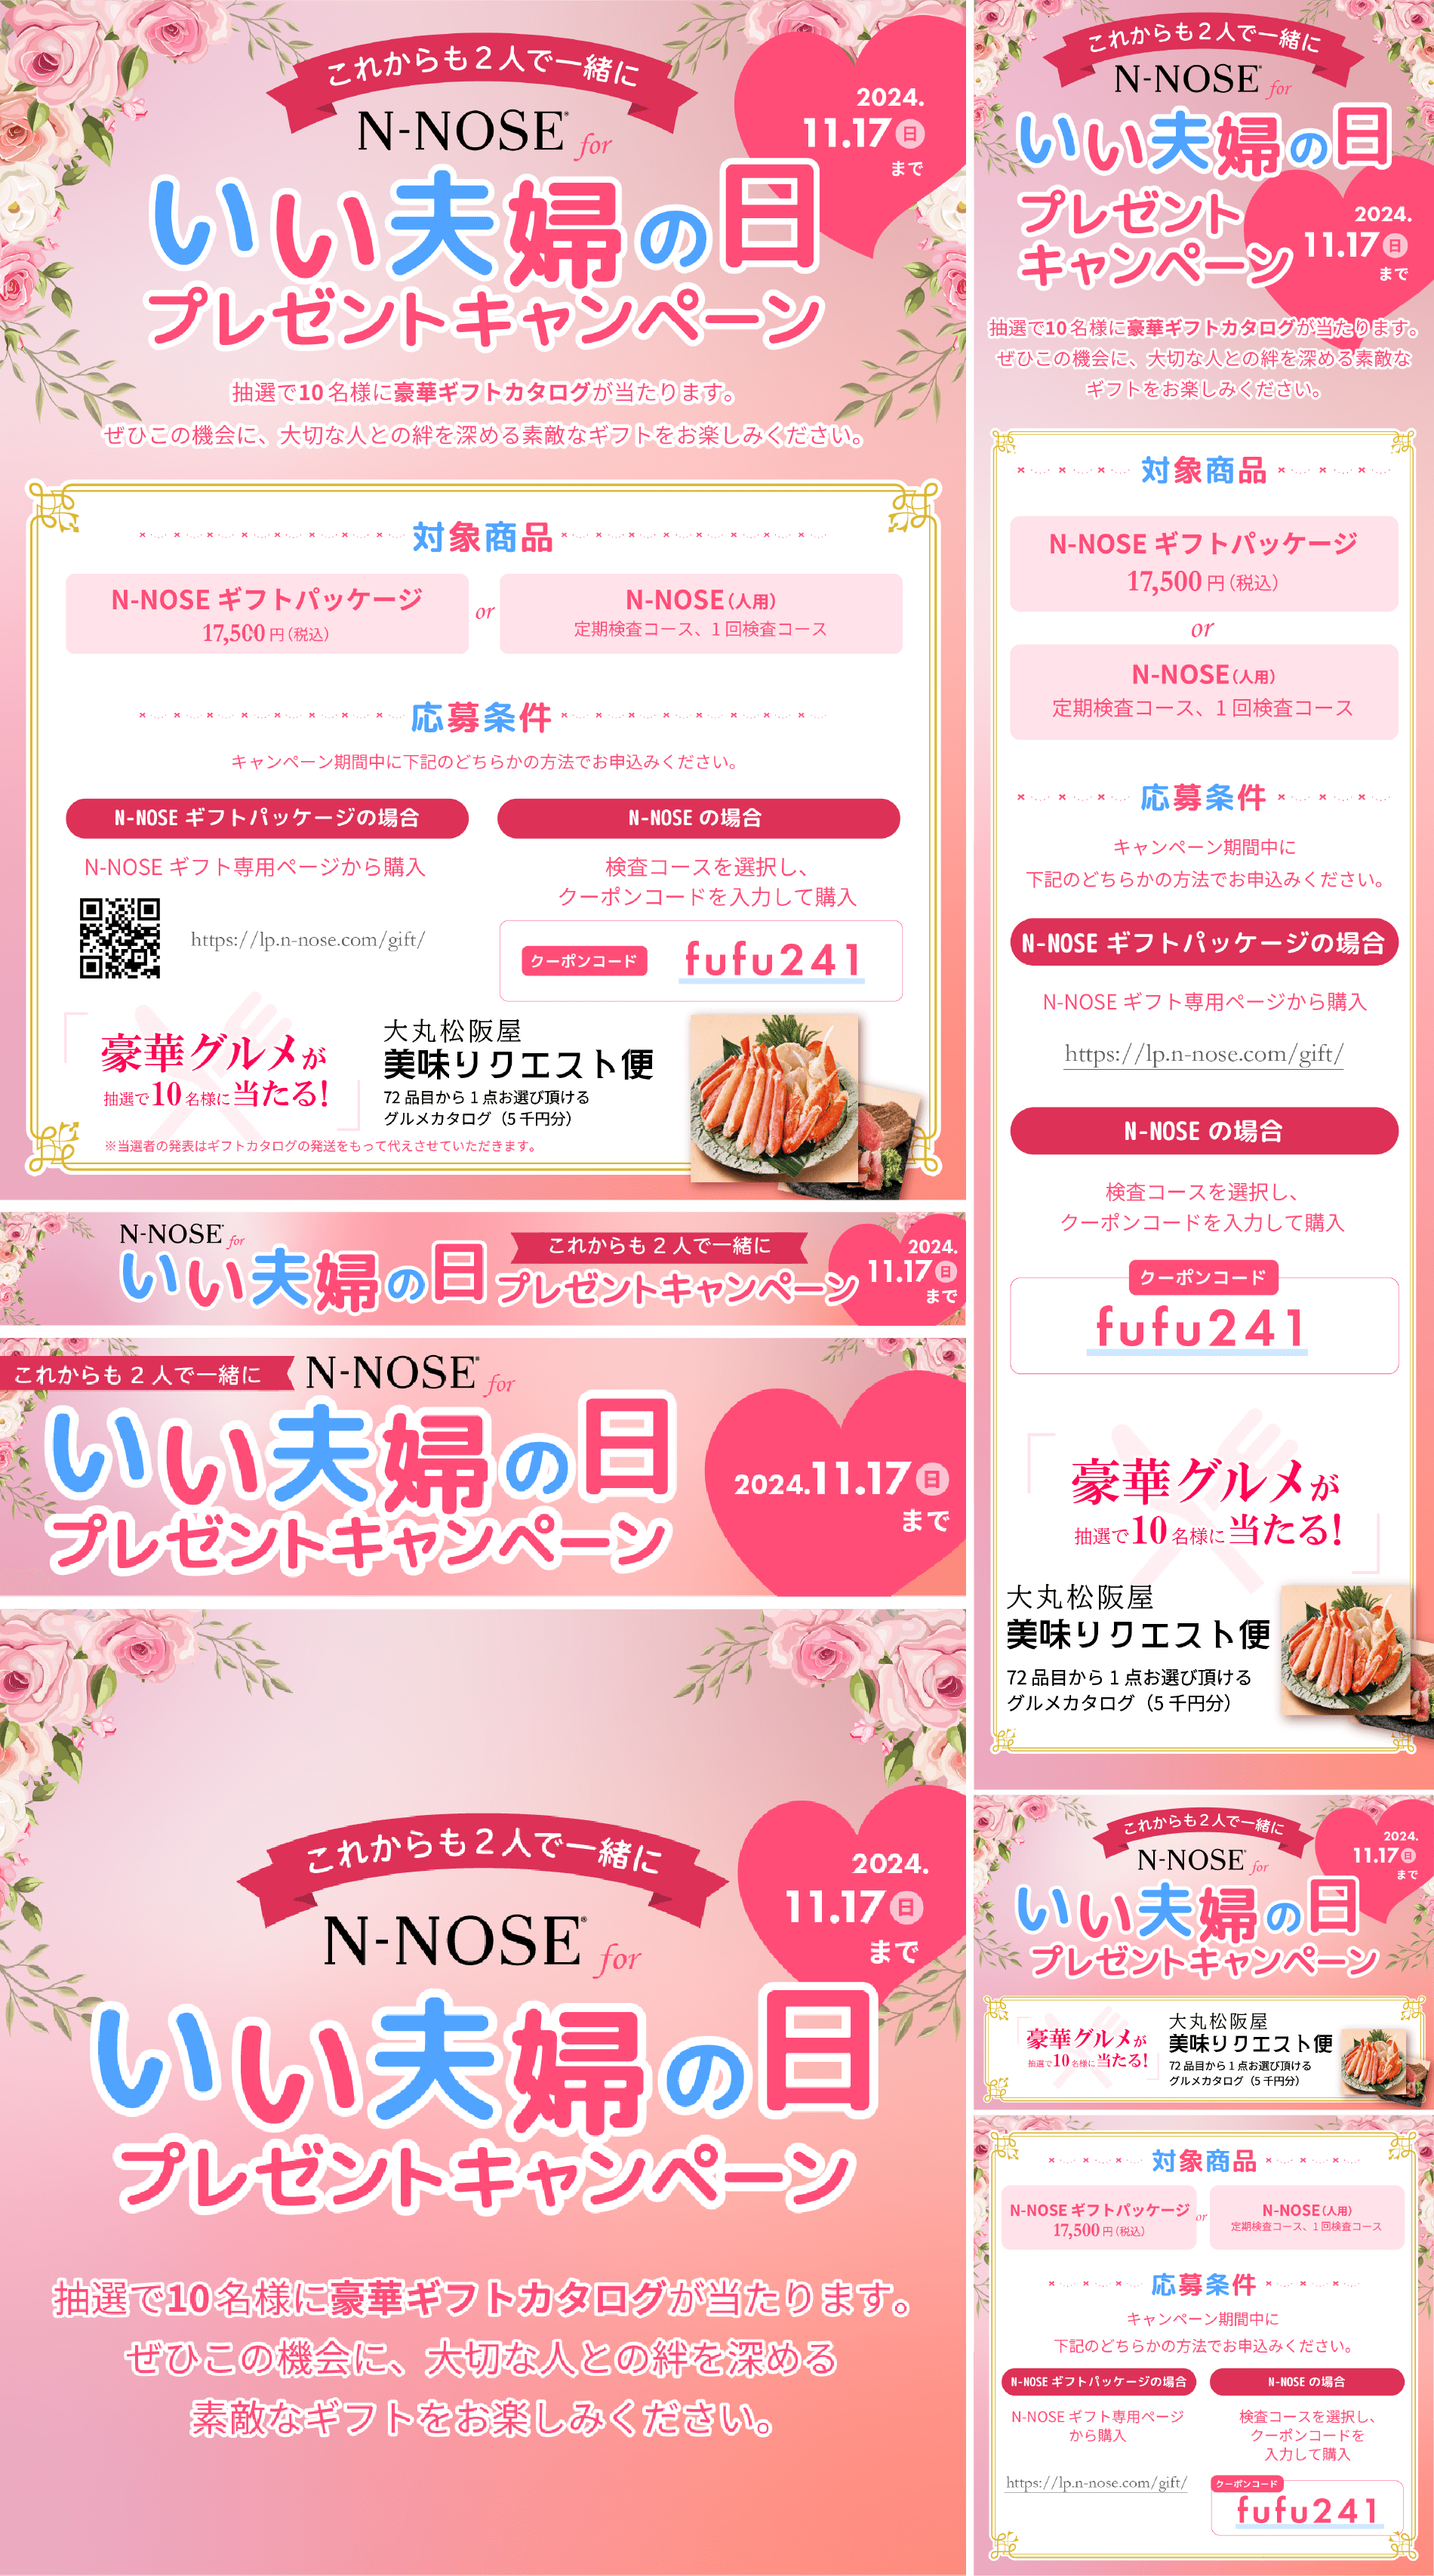 これからも2人で一緒に
N-NOSE® for
いい夫婦の日
プレゼントキャンペーン
2024.
11.17日
まで
抽選で10名様に豪華ギフトカタログが当たります。
ぜひこの機会に、大切な人との絆を深める素敵なギフトをお楽しみください。
対象商品
N-NOSE ギフトパッケージ
17,500円(税込)
or
N-NOSE(人用)
定期検査コース、1回検査コース
応募条件
キャンペーン期間中に下記のどちらかの方法でお申込みください。
N-NOSE ギフトパッケージの場合
N-NOSE ギフト専用ページから購入
https://lp.n-nose.com/gift/
N-NOSE の場合
検査コースを選択し、
クーポンコードを入力して購入
クーポンコード
fufu241
豪華グルメが
抽選で10名様に当たる!
大丸松阪屋
美味リクエスト便
72品目から1点お選び頂ける
グルメカタログ（5千円分）
※当選者の発表はギフトカタログの発送をもって代えさせていただきます。
N-NOSE® for
いい夫婦の日
これからも2人で一緒に
プレゼントキャンペーン
2024.
11.17日
まで
これからも2人で一緒に
N-NOSE® for
いい夫婦の日
プレゼントキャンペーン
2024.11.17日
まで
これからも2人で一緒に
N-NOSE® for
いい夫婦の日
プレゼントキャンペーン
2024.
11.17日
まで
抽選で10名様に豪華ギフトカタログが当たります。
ぜひこの機会に、大切な人との絆を深める
素敵なギフトをお楽しみください。
これからも2人で一緒に
N-NOSE® for
いい夫婦の日
プレゼント
キャンペーン
2024.
11.17日
まで
抽選で10名様に豪華ギフトカタログが当たります。
ぜひこの機会に、大切な人との絆を深める素敵な
ギフトをお楽しみください。
対象商品
N-NOSE ギフトパッケージ
17,500円(税込)
or
N-NOSE(人用)
定期検査コース、1回検査コース
応募条件
キャンペーン期間中に
下記のどちらかの方法でお申込みください。
N-NOSE ギフトパッケージの場合
N-NOSE ギフト専用ページから購入
https://lp.n-nose.com/gift/
N-NOSE の場合
検査コースを選択し、
クーポンコードを入力して購入
クーポンコード
fufu241
豪華グルメが
抽選で10名様に当たる!
大丸松阪屋
美味リクエスト便
72品目から1点お選び頂ける
グルメカタログ（5千円分）
これからも2人で一緒に
N-NOSE® for
いい夫婦の日
プレゼントキャンペーン
2024.
11.17日
まで
豪華グルメが
抽選で10名様に当たる!
大丸松阪屋
美味リクエスト便
72品目から1点お選び頂ける
グルメカタログ（5千円分）
対象商品
N-NOSE ギフトパッケージ
17,500円(税込)
or
N-NOSE(人用)
定期検査コース、1回検査コース
応募条件
キャンペーン期間中に
下記のどちらかの方法でお申込みください。
N-NOSE ギフトパッケージの場合
N-NOSE ギフト専用ページ
から購入
https://lp.n-nose.com/gift/
N-NOSE の場合
検査コースを選択し、
クーポンコードを
入力して購入
クーポンコード
fufu241